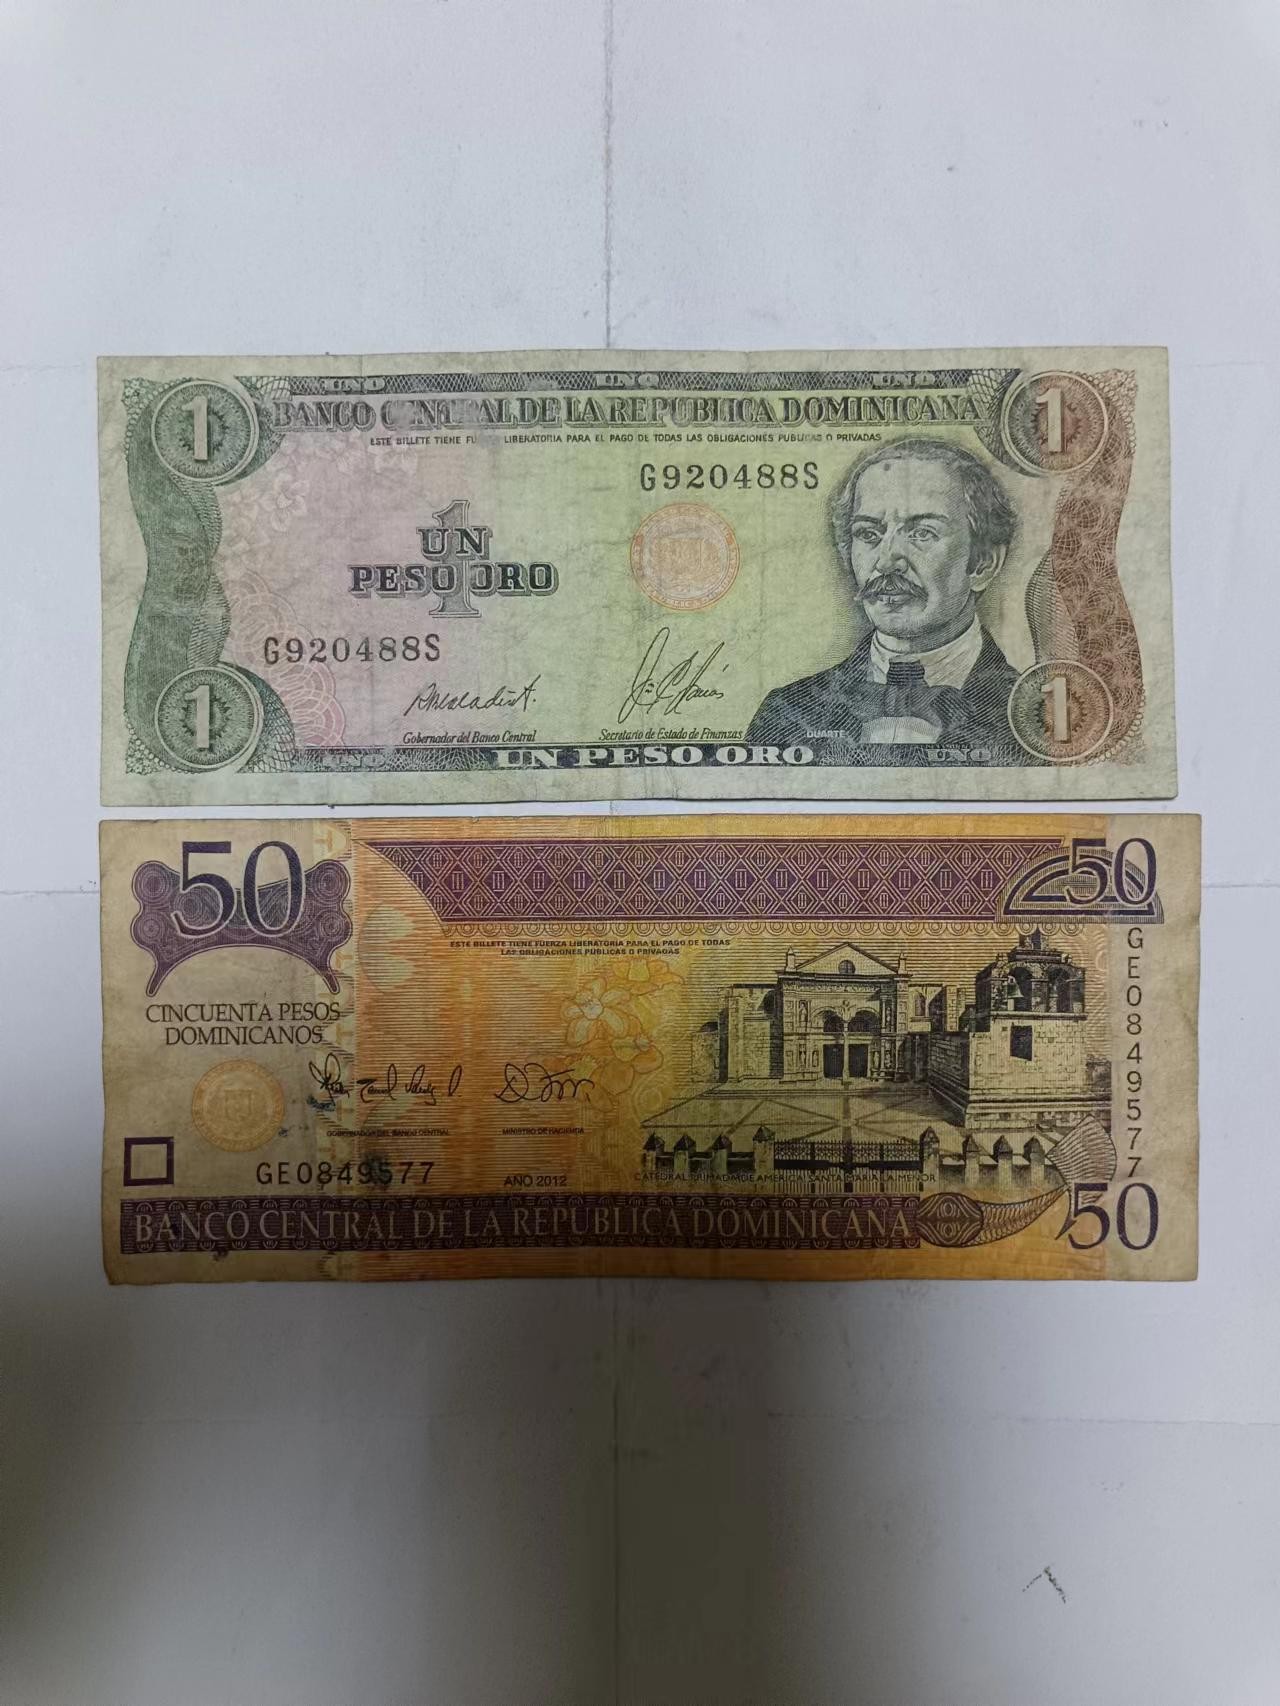 1 UNO UNO UNO 1
BANCO CENTRAL DE LA REPUBLICA DOMINICANA
ESTE BILLETE TIENE FUERZA LIBERATORIA PARA EL PAGO DE TODAS LAS OBLIGACIONES PUBLICAS O PRIVADAS
G920488S
1
UN
PESO ORO
G920488S
Gobernador del Banco Central
Secretario de Estado de Finanzas
DUARTE
1 UNO UN PESO ORO UNO 1
50 50
ESTE BILLETE TIENE FUERZA LIBERATORIA PARA EL PAGO DE TODAS
LAS OBLIGACIONES PUBLICAS O PRIVADAS
GE0849577
CINCUENTA PESOS
DOMINICANOS
GOBERNADOR DEL BANCO CENTRAL
MINISTRO DE HACIENDA
GE0849577
AÑO 2012
CATEDRAL PRIMADA DE AMERICA SANTA MARIA LA MENOR
BANCO CENTRAL DE LA REPUBLICA DOMINICANA
50